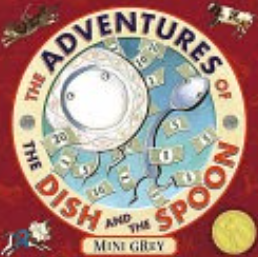 THE ADVENTURES OF
THE DISH AND THE SPOON
MINI GREY